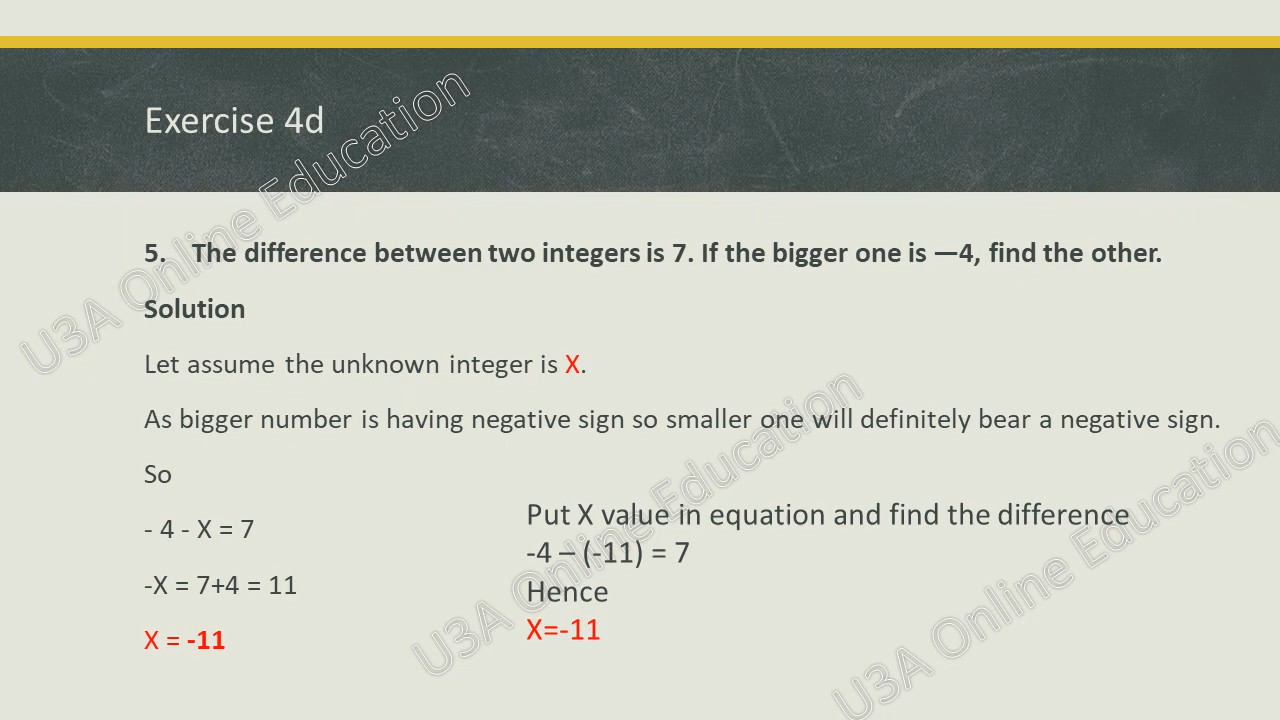 Exercise 4d
5. The difference between two integers is 7. If the bigger one is —4, find the other.
Solution
Let assume the unknown integer is X.
As bigger number is having negative sign so smaller one will definitely bear a negative sign.
So
- 4 - X = 7
-X = 7+4 = 11
X = -11
Put X value in equation and find the difference
-4 – (-11) = 7
Hence
X=-11
U3A Online Education
U3A Online Education
U3A Online Education